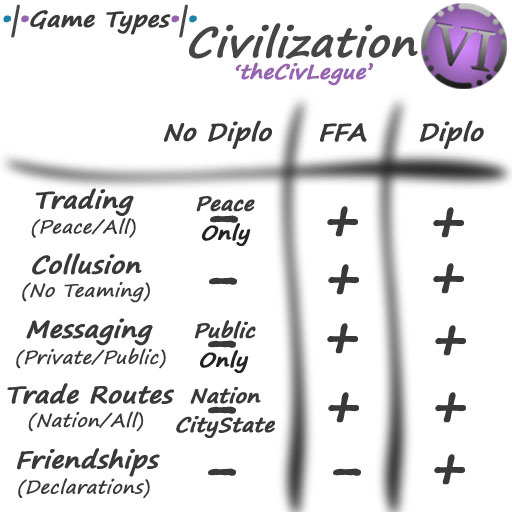 Game Types
Civilization VI
'theCivLegue'
No Diplo FFA Diplo
Trading Peace + +
(Peace/All) – Only
Collusion – + +
(No Teaming)
Messaging Public + +
(Private/Public) – Only
Trade Routes Nation + +
(Nation/All) – CityState
Friendships – – +
(Declarations)